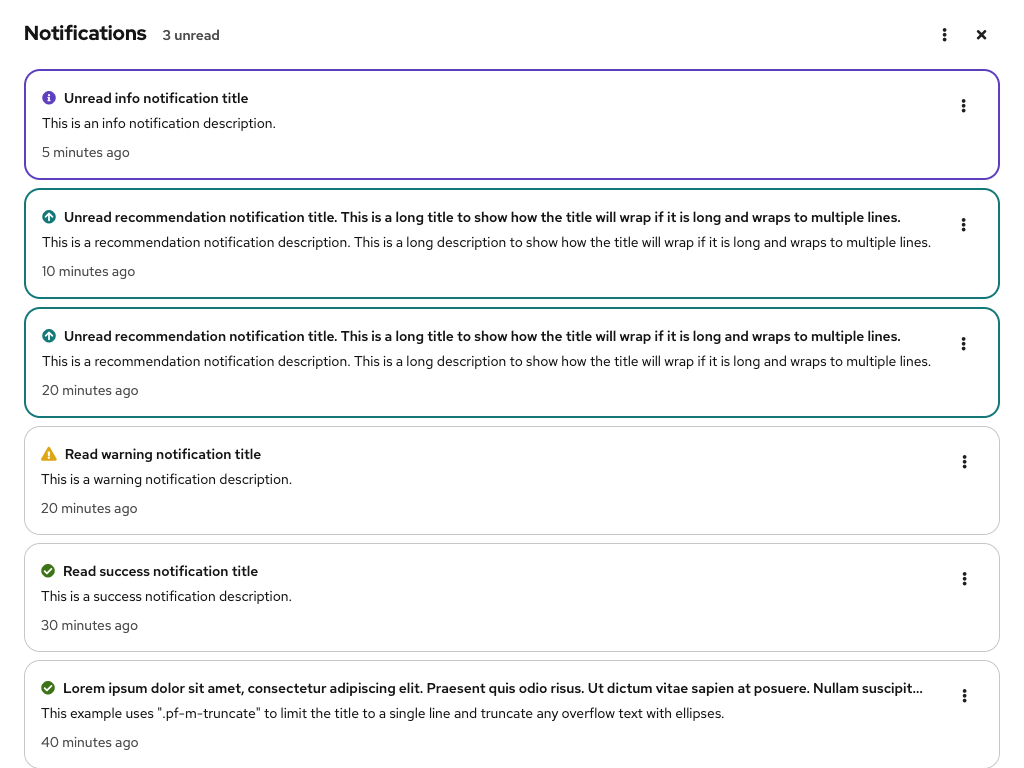 Notifications 3 unread
Unread info notification title
This is an info notification description.
5 minutes ago
Unread recommendation notification title. This is a long title to show how the title will wrap if it is long and wraps to multiple lines.
This is a recommendation notification description. This is a long description to show how the title will wrap if it is long and wraps to multiple lines.
10 minutes ago
Unread recommendation notification title. This is a long title to show how the title will wrap if it is long and wraps to multiple lines.
This is a recommendation notification description. This is a long description to show how the title will wrap if it is long and wraps to multiple lines.
20 minutes ago
Read warning notification title
This is a warning notification description.
20 minutes ago
Read success notification title
This is a success notification description.
30 minutes ago
Lorem ipsum dolor sit amet, consectetur adipiscing elit. Praesent quis odio risus. Ut dictum vitae sapien at posuere. Nullam suscipit...
This example uses ".pf-m-truncate" to limit the title to a single line and truncate any overflow text with ellipses.
40 minutes ago